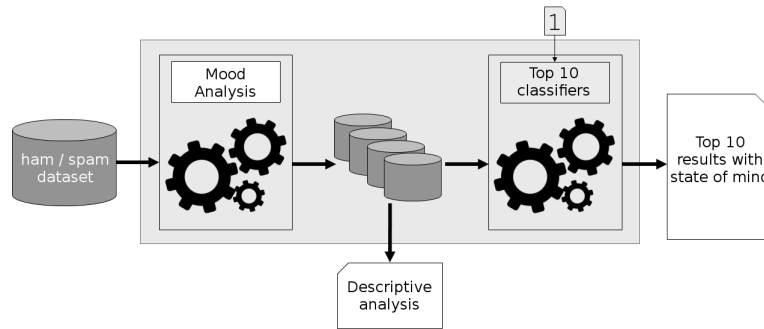 1
Mood
Analysis
Top 10
classifiers
ham / spam
dataset
Top 10
results with
state of mind
Descriptive
analysis